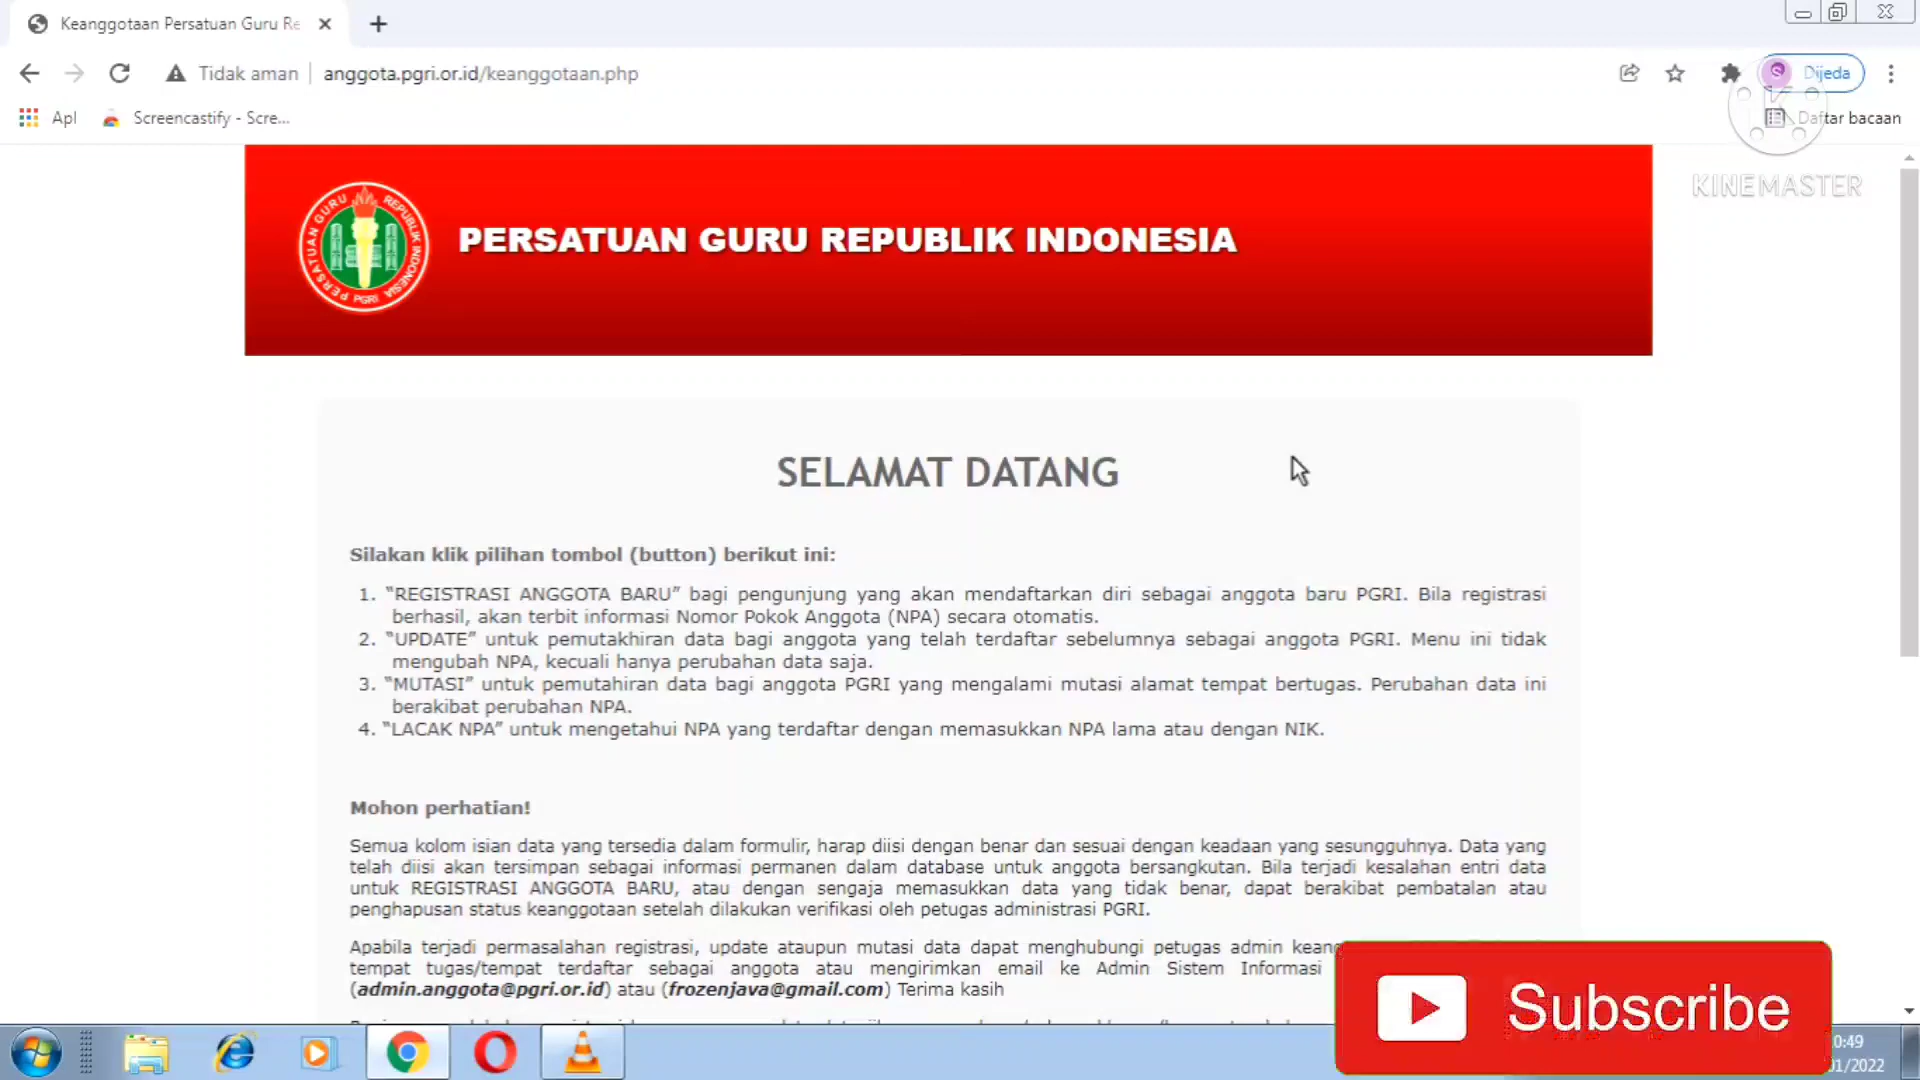 Keanggotaan Persatuan Guru Re
Tidak aman
anggota.pgri.or.id/keanggotaan.php
Dijeda
Apl
Screencastify - Scre...
Daftar bacaan
KINEMASTER
PERSATUAN GURU REPUBLIK INDONESIA
PGRI
PERSATUAN GURU REPUBLIK INDONESIA
SELAMAT DATANG
Silakan klik pilihan tombol (button) berikut ini:
1. "REGISTRASI ANGGOTA BARU" bagi pengunjung yang akan mendaftarkan diri sebagai anggota baru PGRI. Bila registrasi
berhasil, akan terbit informasi Nomor Pokok Anggota (NPA) secara otomatis.
2. "UPDATE" untuk pemutakhiran data bagi anggota yang telah terdaftar sebelumnya sebagai anggota PGRI. Menu ini tidak
mengubah NPA, kecuali hanya perubahan data saja.
3. "MUTASI" untuk pemutahiran data bagi anggota PGRI yang mengalami mutasi alamat tempat bertugas. Perubahan data ini
berakibat perubahan NPA.
4. "LACAK NPA" untuk mengetahui NPA yang terdaftar dengan memasukkan NPA lama atau dengan NIK.
Mohon perhatian!
Semua kolom isian data yang tersedia dalam formulir, harap diisi dengan benar dan sesuai dengan keadaan yang sesungguhnya. Data yang
telah diisi akan tersimpan sebagai informasi permanen dalam database untuk anggota bersangkutan. Bila terjadi kesalahan entri data
untuk REGISTRASI ANGGOTA BARU, atau dengan sengaja memasukkan data yang tidak benar, dapat berakibat pembatalan atau
penghapusan status keanggotaan setelah dilakukan verifikasi oleh petugas administrasi PGRI.
Apabila terjadi permasalahan registrasi, update ataupun mutasi data dapat menghubungi petugas admin keang
tempat tugas/tempat terdaftar sebagai anggota atau mengirimkan email ke Admin Sistem Informasi
(admin.anggota@pgri.or.id) atau (frozenjava@gmail.com) Terima kasih
Subscribe
0:49
01/2022